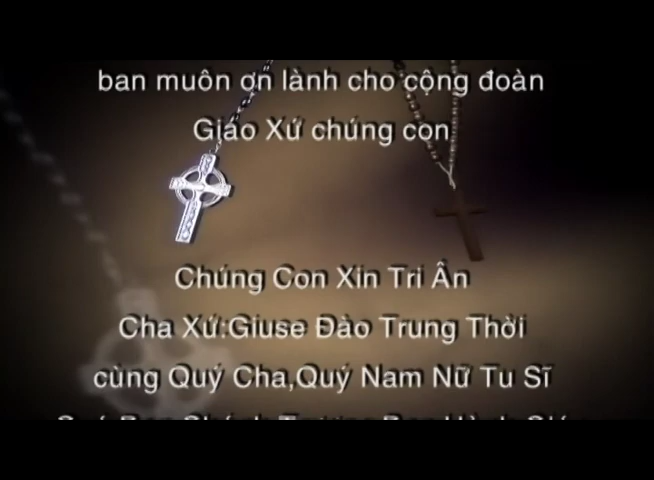 ban muôn ơn lành cho cộng đoàn
Giáo Xứ chúng con
Chúng Con Xin Tri Ân
Cha Xứ:Giuse Đào Trung Thời
cùng Quý Cha,Quý Nam Nữ Tu Sĩ